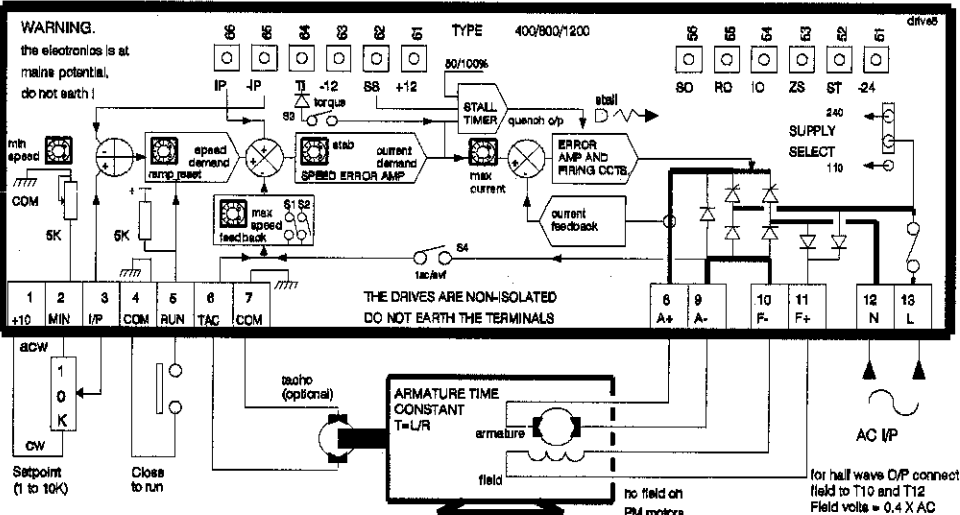 WARNING.
the electronics is at
mains potential,
do not earth !
66 65 64 63 62 61
IP -IP TI -12 SS +12
TYPE 400/800/1200
drive8
56 55 54 53 52 51
SO RO IO ZS ST -24
50/100%
STALL
TIMER
quench o/p
stall
240
SUPPLY
SELECT
110
S3
torque
min
speed
COM
5K
speed
demand
ramp reset
stab
current
demand
SPEED ERROR AMP
max
current
ERROR
AMP AND
FIRING CCTS.
5K
max
speed
feedback
S1 S2
current
feedback
S4
tac/avf
1 2 3 4 5 6 7
+10 MIN I/P COM RUN TAC COM
THE DRIVES ARE NON-ISOLATED
DO NOT EARTH THE TERMINALS
8 9 10 11 12 13
A+ A- F- F+ N L
acw
10K
cw
Setpoint
(1 to 10K)
Close
to run
tacho
(optional)
ARMATURE TIME
CONSTANT
T=L/R
armature
field
no field on
PM motors
AC I/P
for half wave O/P connect
field to T10 and T12
Field volts = 0.4 X AC